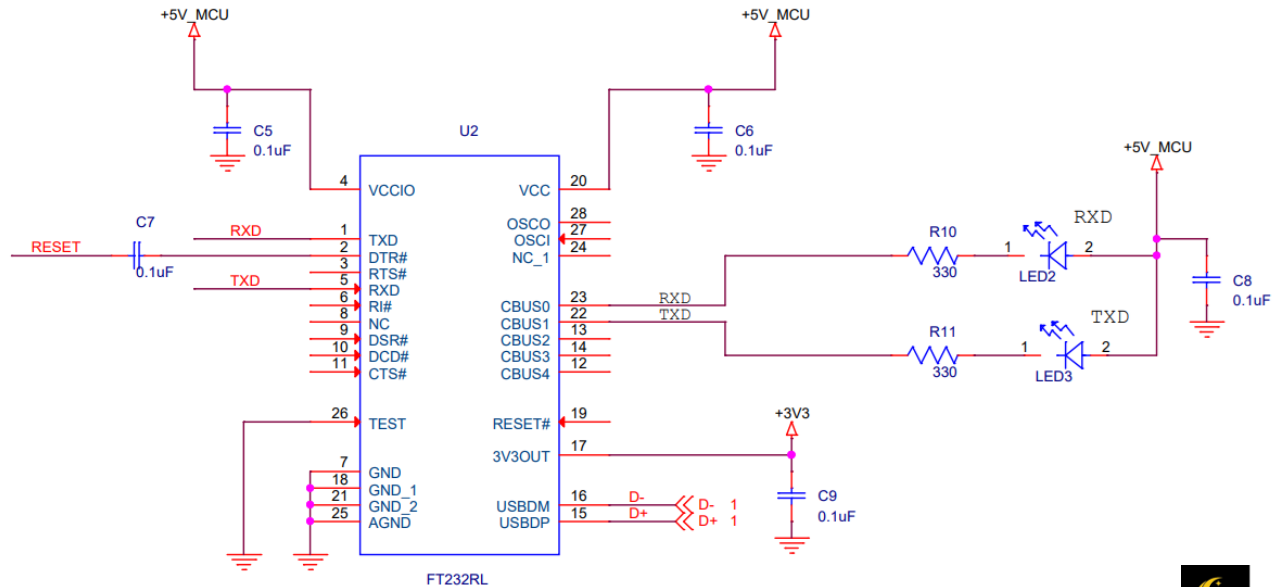 +5V_MCU
+5V_MCU
C5
0.1uF
U2
C6
0.1uF
+5V_MCU
4
VCCIO
VCC
20
C7
0.1uF
RESET
RXD
1
TXD
2
DTR#
3
RTS#
TXD
5
RXD
6
RI#
8
NC
9
DSR#
10
DCD#
11
CTS#
26
TEST
7
GND
18
GND_1
21
GND_2
25
AGND
OSCO
28
OSCI
27
NC_1
24
CBUS0
23
RXD
CBUS1
22
TXD
CBUS2
13
CBUS3
14
CBUS4
12
RESET#
19
3V3OUT
17
+3V3
USBDM
16
D-
D- 1
USBDP
15
D+
D+ 1
C9
0.1uF
R10
330
1
LED2
2
RXD
R11
330
1
LED3
2
TXD
C8
0.1uF
FT232RL